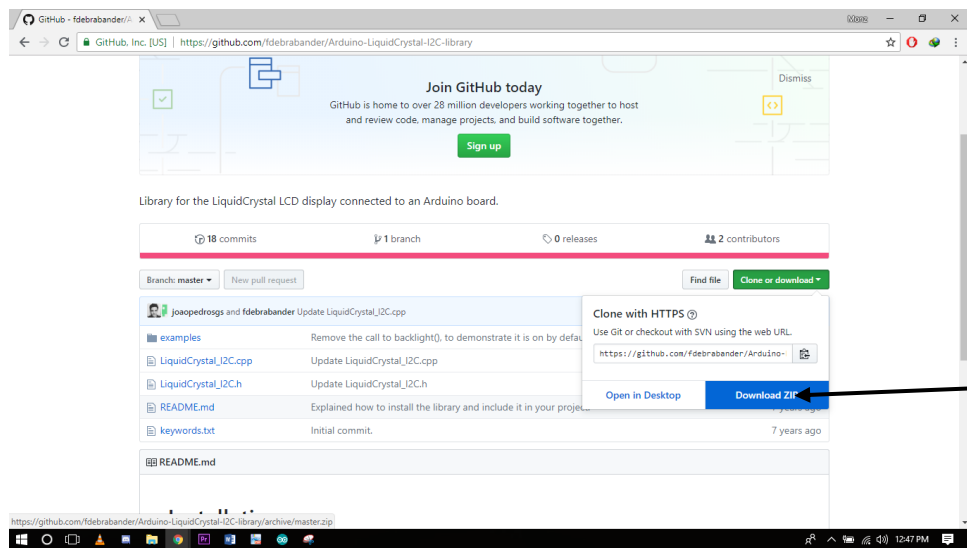 GitHub - fdebrabander/A
Moez
GitHub, Inc. [US] | https://github.com/fdebrabander/Arduino-LiquidCrystal-I2C-library
Join GitHub today
Dismiss
GitHub is home to over 28 million developers working together to host
and review code, manage projects, and build software together.
Sign up
Library for the LiquidCrystal LCD display connected to an Arduino board.
18 commits
1 branch
0 releases
2 contributors
Branch: master
New pull request
Find file
Clone or download
joaopedrosgs and fdebrabander Update LiquidCrystal_I2C.cpp
Clone with HTTPS
Use Git or checkout with SVN using the web URL.
https://github.com/fdebrabander/Arduino-
Open in Desktop
Download ZIP
examples
Remove the call to backlight(), to demonstrate it is on by defau
LiquidCrystal_I2C.cpp
Update LiquidCrystal_I2C.cpp
LiquidCrystal_I2C.h
Update LiquidCrystal_I2C.h
README.md
Explained how to install the library and include it in your project.
years ago
keywords.txt
Initial commit.
7 years ago
README.md
https://github.com/fdebrabander/Arduino-LiquidCrystal-I2C-library/archive/master.zip
Pr
12:47 PM